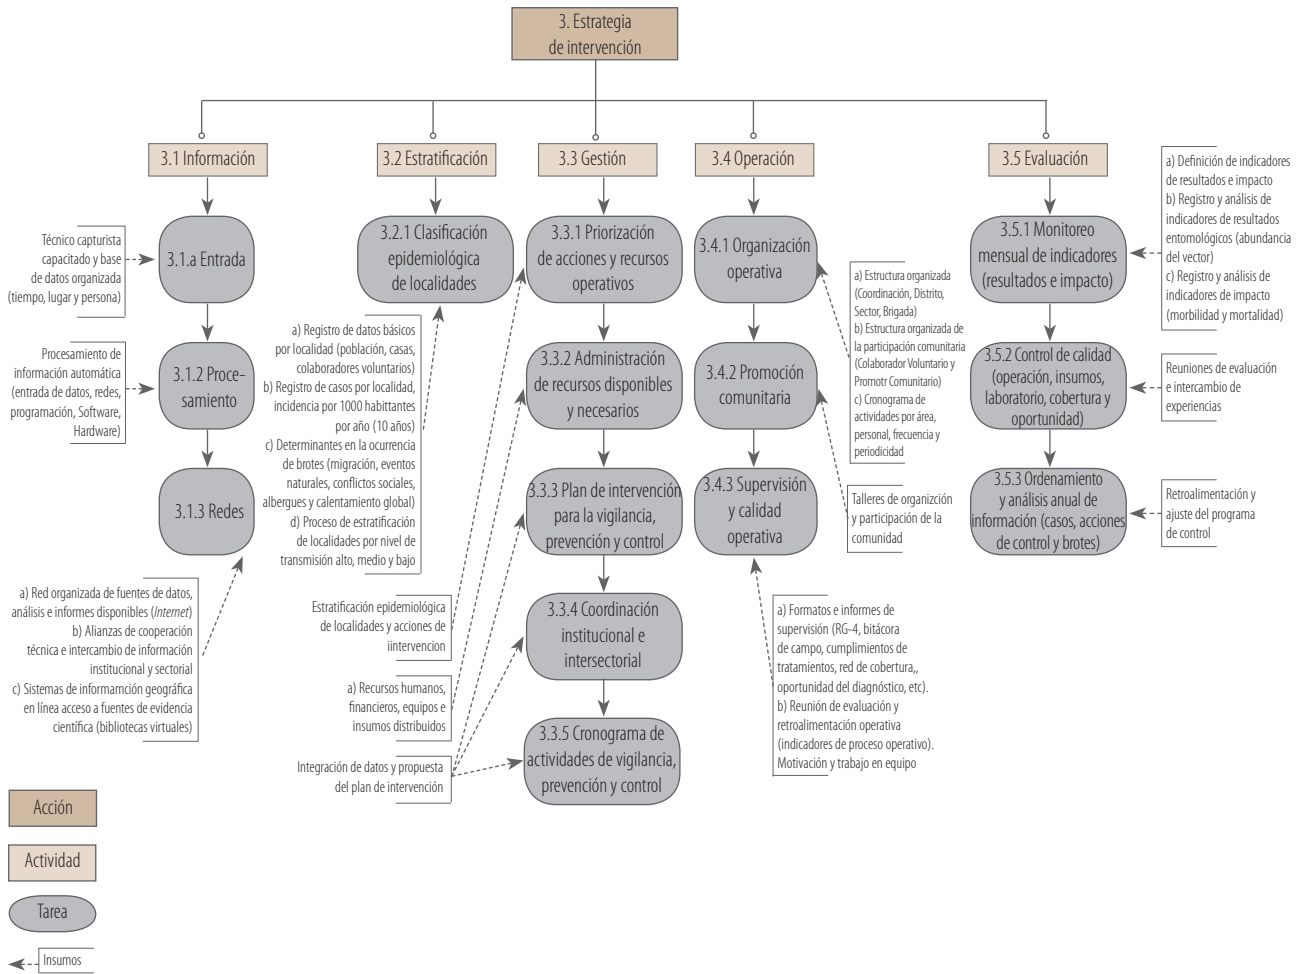 3. Estrategia
de intervención
3.1 Información
3.2 Estratificación
3.3 Gestión
3.4 Operación
3.5 Evaluación
3.1.a Entrada
Técnico capturista
capacitado y base
de datos organizada
(tiempo, lugar y persona)
3.1.2 Proce-
samiento
Procesamiento de
información automática
(entrada de datos, redes,
programación, Software,
Hardware)
3.1.3 Redes
a) Red organizada de fuentes de datos,
análisis e informes disponibles (Internet)
b) Alianzas de cooperación
técnica e intercambio de información
institucional y sectorial
c) Sistemas de informamción geográfica
en línea acceso a fuentes de evidencia
científica (bibliotecas virtuales)
3.2.1 Clasificación
epidemiológica
de localidades
a) Registro de datos básicos
por localidad (población, casas,
colaboradores voluntarios)
b) Registro de casos por localidad,
incidencia por 1000 habittantes
por año (10 años)
c) Determinantes en la ocurrencia
de brotes (migración, eventos
naturales, conflictos sociales,
albergues y calentamiento global)
d) Proceso de estratificación
de localidades por nivel de
transmisión alto, medio y bajo
3.3.1 Priorización
de acciones y recursos
operativos
3.3.2 Administración
de recursos disponibles
y necesarios
3.3.3 Plan de intervención
para la vigilancia,
prevención y control
3.3.4 Coordinación
institucional e
intersectorial
3.3.5 Cronograma de
actividades de vigilancia,
prevención y control
Estratificación epidemiológica
de localidades y acciones de
iintervencion
a) Recursos humanos,
financieros, equipos e
insumos distribuidos
Integración de datos y propuesta
del plan de intervención
3.4.1 Organización
operativa
3.4.2 Promoción
comunitaria
3.4.3 Supervisión
y calidad
operativa
a) Estructura organizada
(Coordinación, Distrito,
Sector, Brigada)
b) Estructura organizada de
la participación comunitaria
(Colaborador Voluntario y
Promotr Comunitario)
c) Cronograma de
actividades por área,
personal, frecuencia y
periodicidad
Talleres de organizción
y participación de la
comunidad
a) Formatos e informes de
supervisión (RG-4, bitácora
de campo, cumplimientos de
tratamientos, red de cobertura,,
oportunidad del diagnóstico, etc).
b) Reunión de evaluación y
retroalimentación operativa
(indicadores de proceso operativo).
Motivación y trabajo en equipo
3.5.1 Monitoreo
mensual de indicadores
(resultados e impacto)
3.5.2 Control de calidad
(operación, insumos,
laboratorio, cobertura y
oportunidad)
3.5.3 Ordenamiento
y análisis anual de
información (casos, acciones
de control y brotes)
a) Definición de indicadores
de resultados e impacto
b) Registro y análisis de
indicadores de resultados
entomológicos (abundancia
del vector)
c) Registro y análisis de
indicadores de impacto
(morbilidad y mortalidad)
Reuniones de evaluación
e intercambio de
experiencias
Retroalimentación y
ajuste del programa
de control
Acción
Actividad
Tarea
Insumos